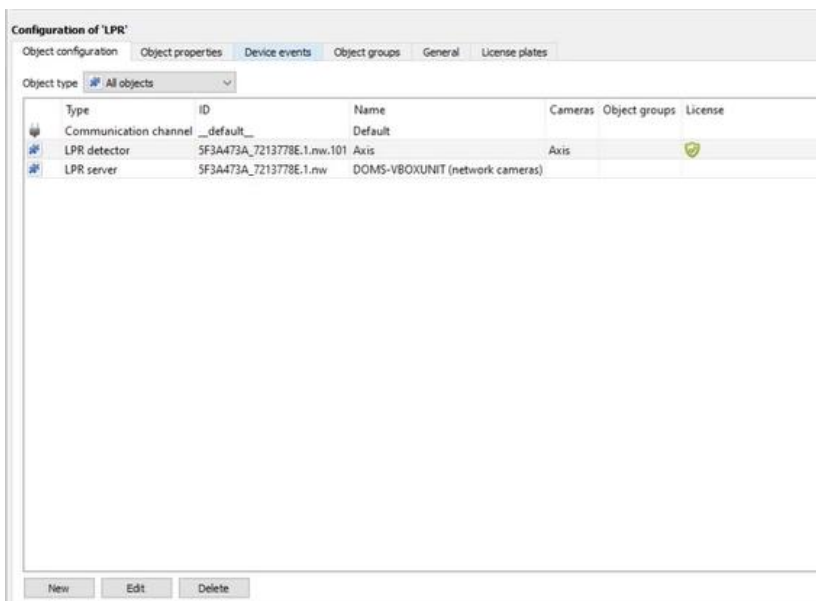 Configuration of 'LPR'
Object configuration Object properties Device events Object groups General License plates
Object type All objects
Type ID Name Cameras Object groups License
Communication channel __default__ Default
LPR detector 5F3A473A_7213778E.1.nw.101 Axis Axis
LPR server 5F3A473A_7213778E.1.nw DOMS-VBOXUNIT (network cameras)
New Edit Delete